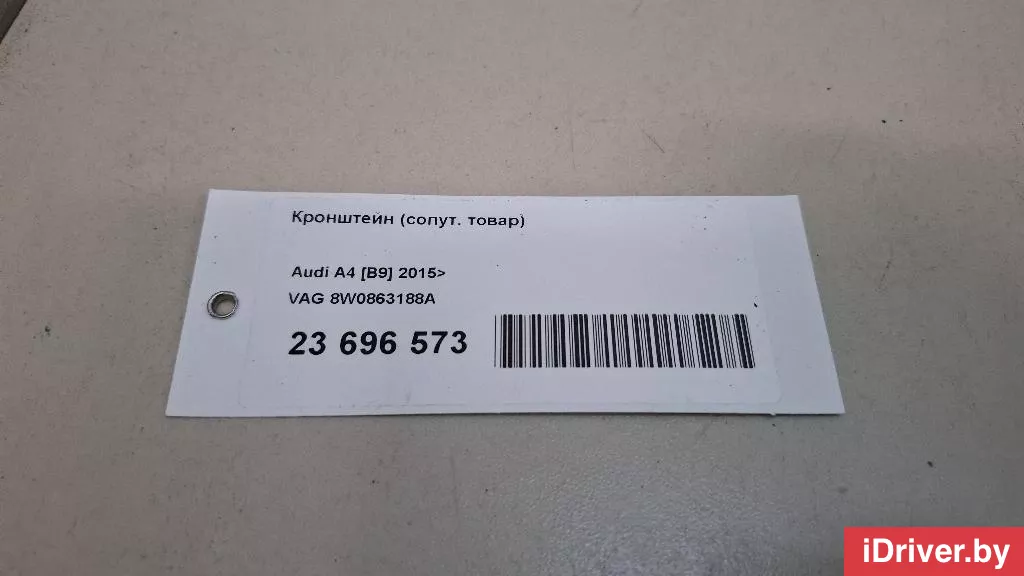 Кронштейн (сопут. товар)
Audi A4 [B9] 2015>
VAG 8W0863188A
23 696 573
iDriver.by